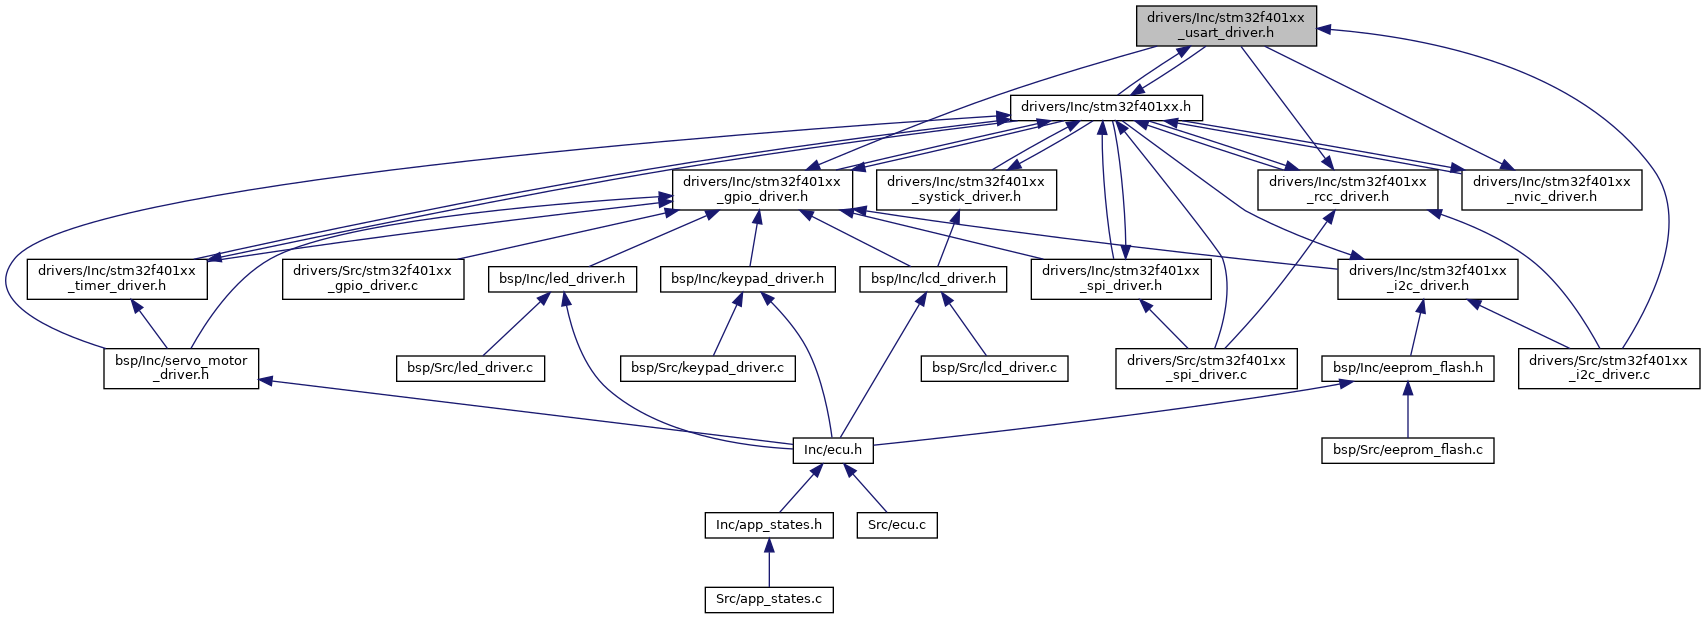 drivers/Inc/stm32f401xx
_usart_driver.h
drivers/Inc/stm32f401xx.h
drivers/Inc/stm32f401xx
_gpio_driver.h
drivers/Inc/stm32f401xx
_systick_driver.h
drivers/Inc/stm32f401xx
_rcc_driver.h
drivers/Inc/stm32f401xx
_nvic_driver.h
drivers/Inc/stm32f401xx
_timer_driver.h
drivers/Src/stm32f401xx
_gpio_driver.c
bsp/Inc/led_driver.h
bsp/Inc/keypad_driver.h
bsp/Inc/lcd_driver.h
drivers/Inc/stm32f401xx
_spi_driver.h
drivers/Inc/stm32f401xx
_i2c_driver.h
bsp/Inc/servo_motor
_driver.h
bsp/Src/led_driver.c
bsp/Src/keypad_driver.c
bsp/Src/lcd_driver.c
drivers/Src/stm32f401xx
_spi_driver.c
bsp/Inc/eeprom_flash.h
drivers/Src/stm32f401xx
_i2c_driver.c
Inc/ecu.h
bsp/Src/eeprom_flash.c
Inc/app_states.h
Src/ecu.c
Src/app_states.c